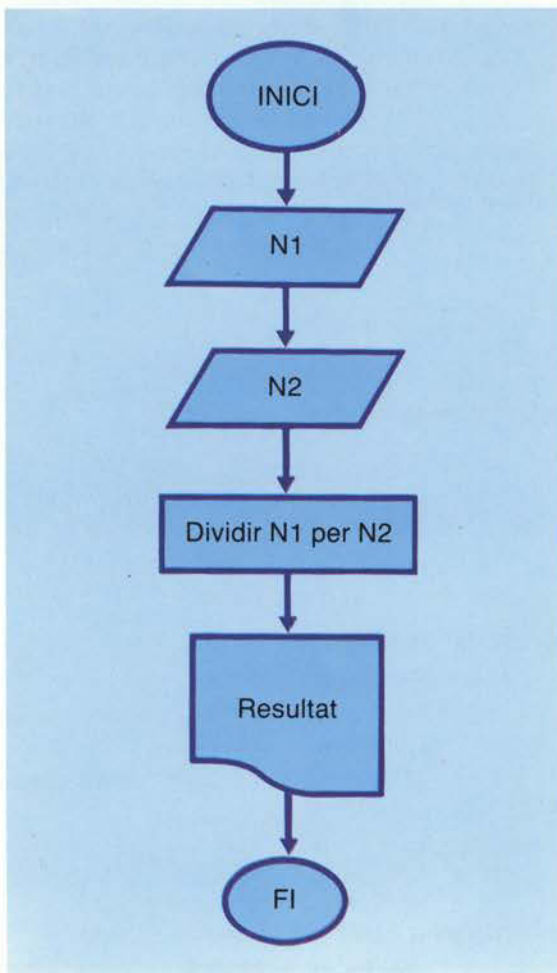 INICI
N1
N2
Dividir N1 per N2
Resultat
FI